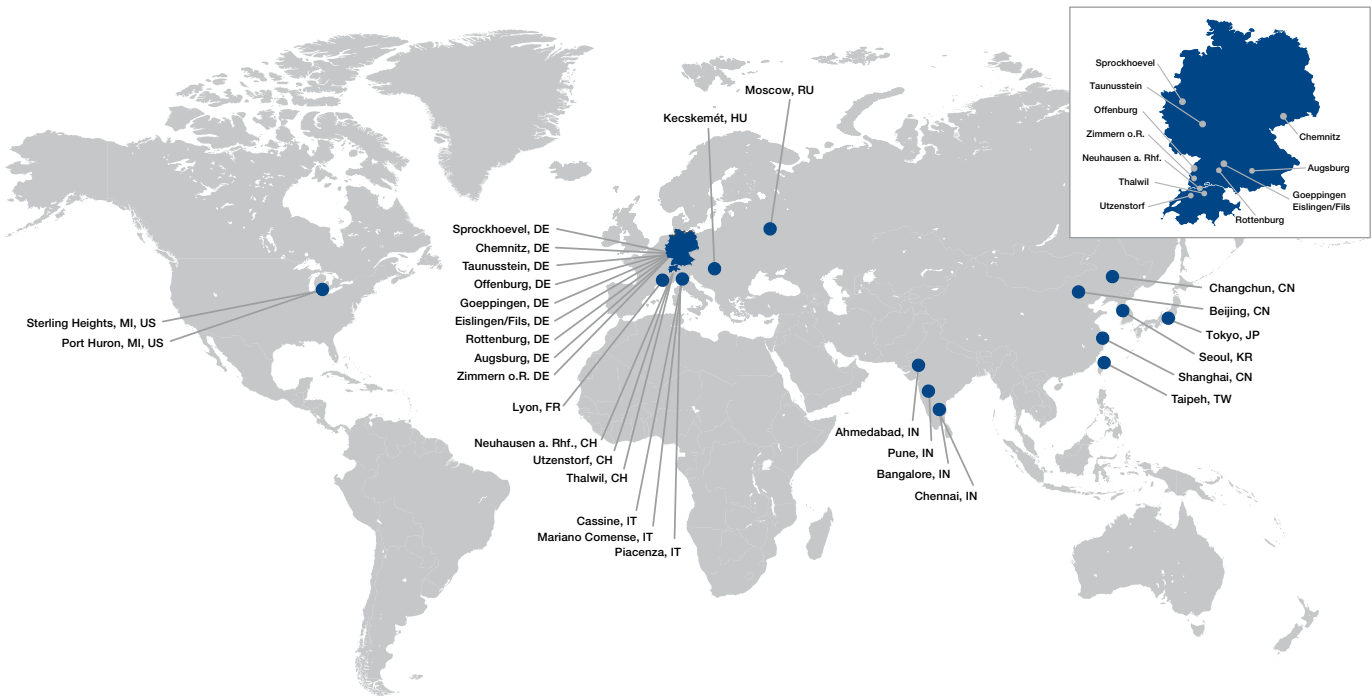 Moscow, RU
Kecskemét, HU
Sprockhoevel, DE
Chemnitz, DE
Taunusstein, DE
Offenburg, DE
Goeppingen, DE
Eislingen/Fils, DE
Rottenburg, DE
Augsburg, DE
Zimmern o.R. DE
Lyon, FR
Neuhausen a. Rhf., CH
Utzenstorf, CH
Thalwil, CH
Cassine, IT
Mariano Comense, IT
Piacenza, IT
Sterling Heights, MI, US
Port Huron, MI, US
Ahmedabad, IN
Pune, IN
Bangalore, IN
Chennai, IN
Changchun, CN
Beijing, CN
Tokyo, JP
Seoul, KR
Shanghai, CN
Taipeh, TW
Sprockhoevel
Taunusstein
Offenburg
Zimmern o.R.
Neuhausen a. Rhf.
Thalwil
Utzenstorf
Chemnitz
Augsburg
Goeppingen
Eislingen/Fils
Rottenburg